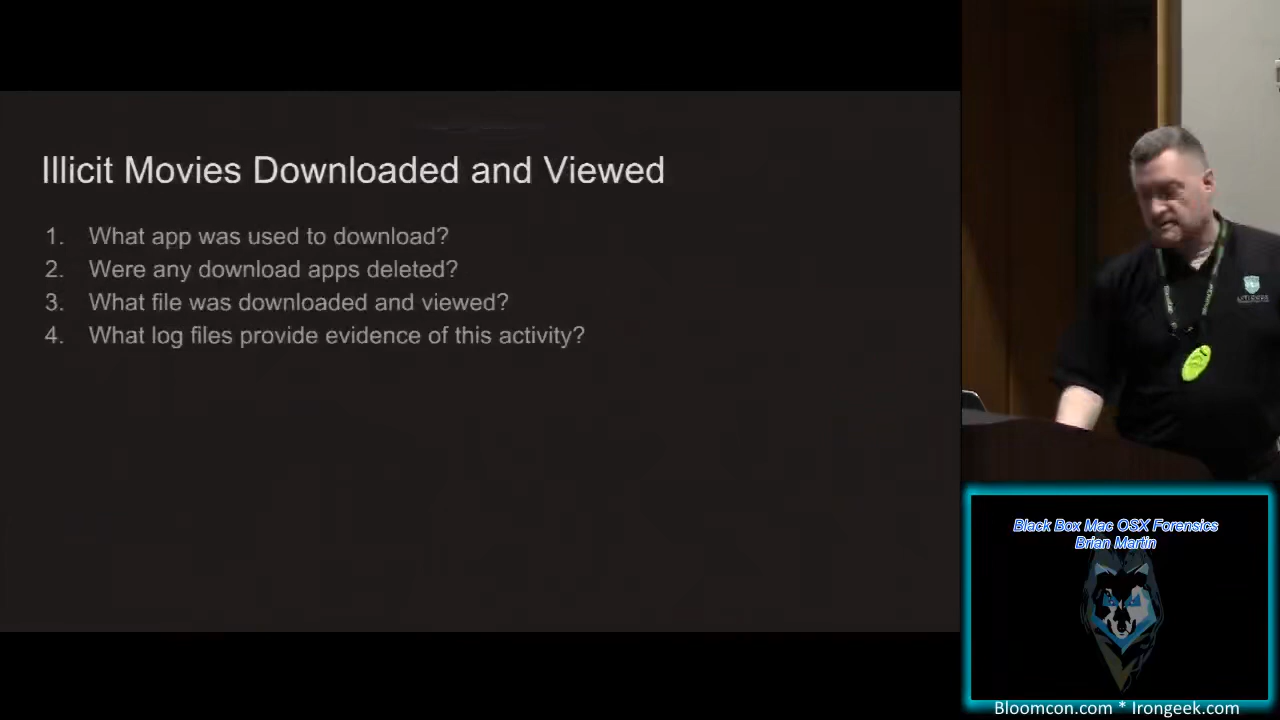 Illicit Movies Downloaded and Viewed
1. What app was used to download?
2. Were any download apps deleted?
3. What file was downloaded and viewed?
4. What log files provide evidence of this activity?
Black Box Mac OSX Forensics
Brian Martin
Bloomcon.com * Irongeek.com